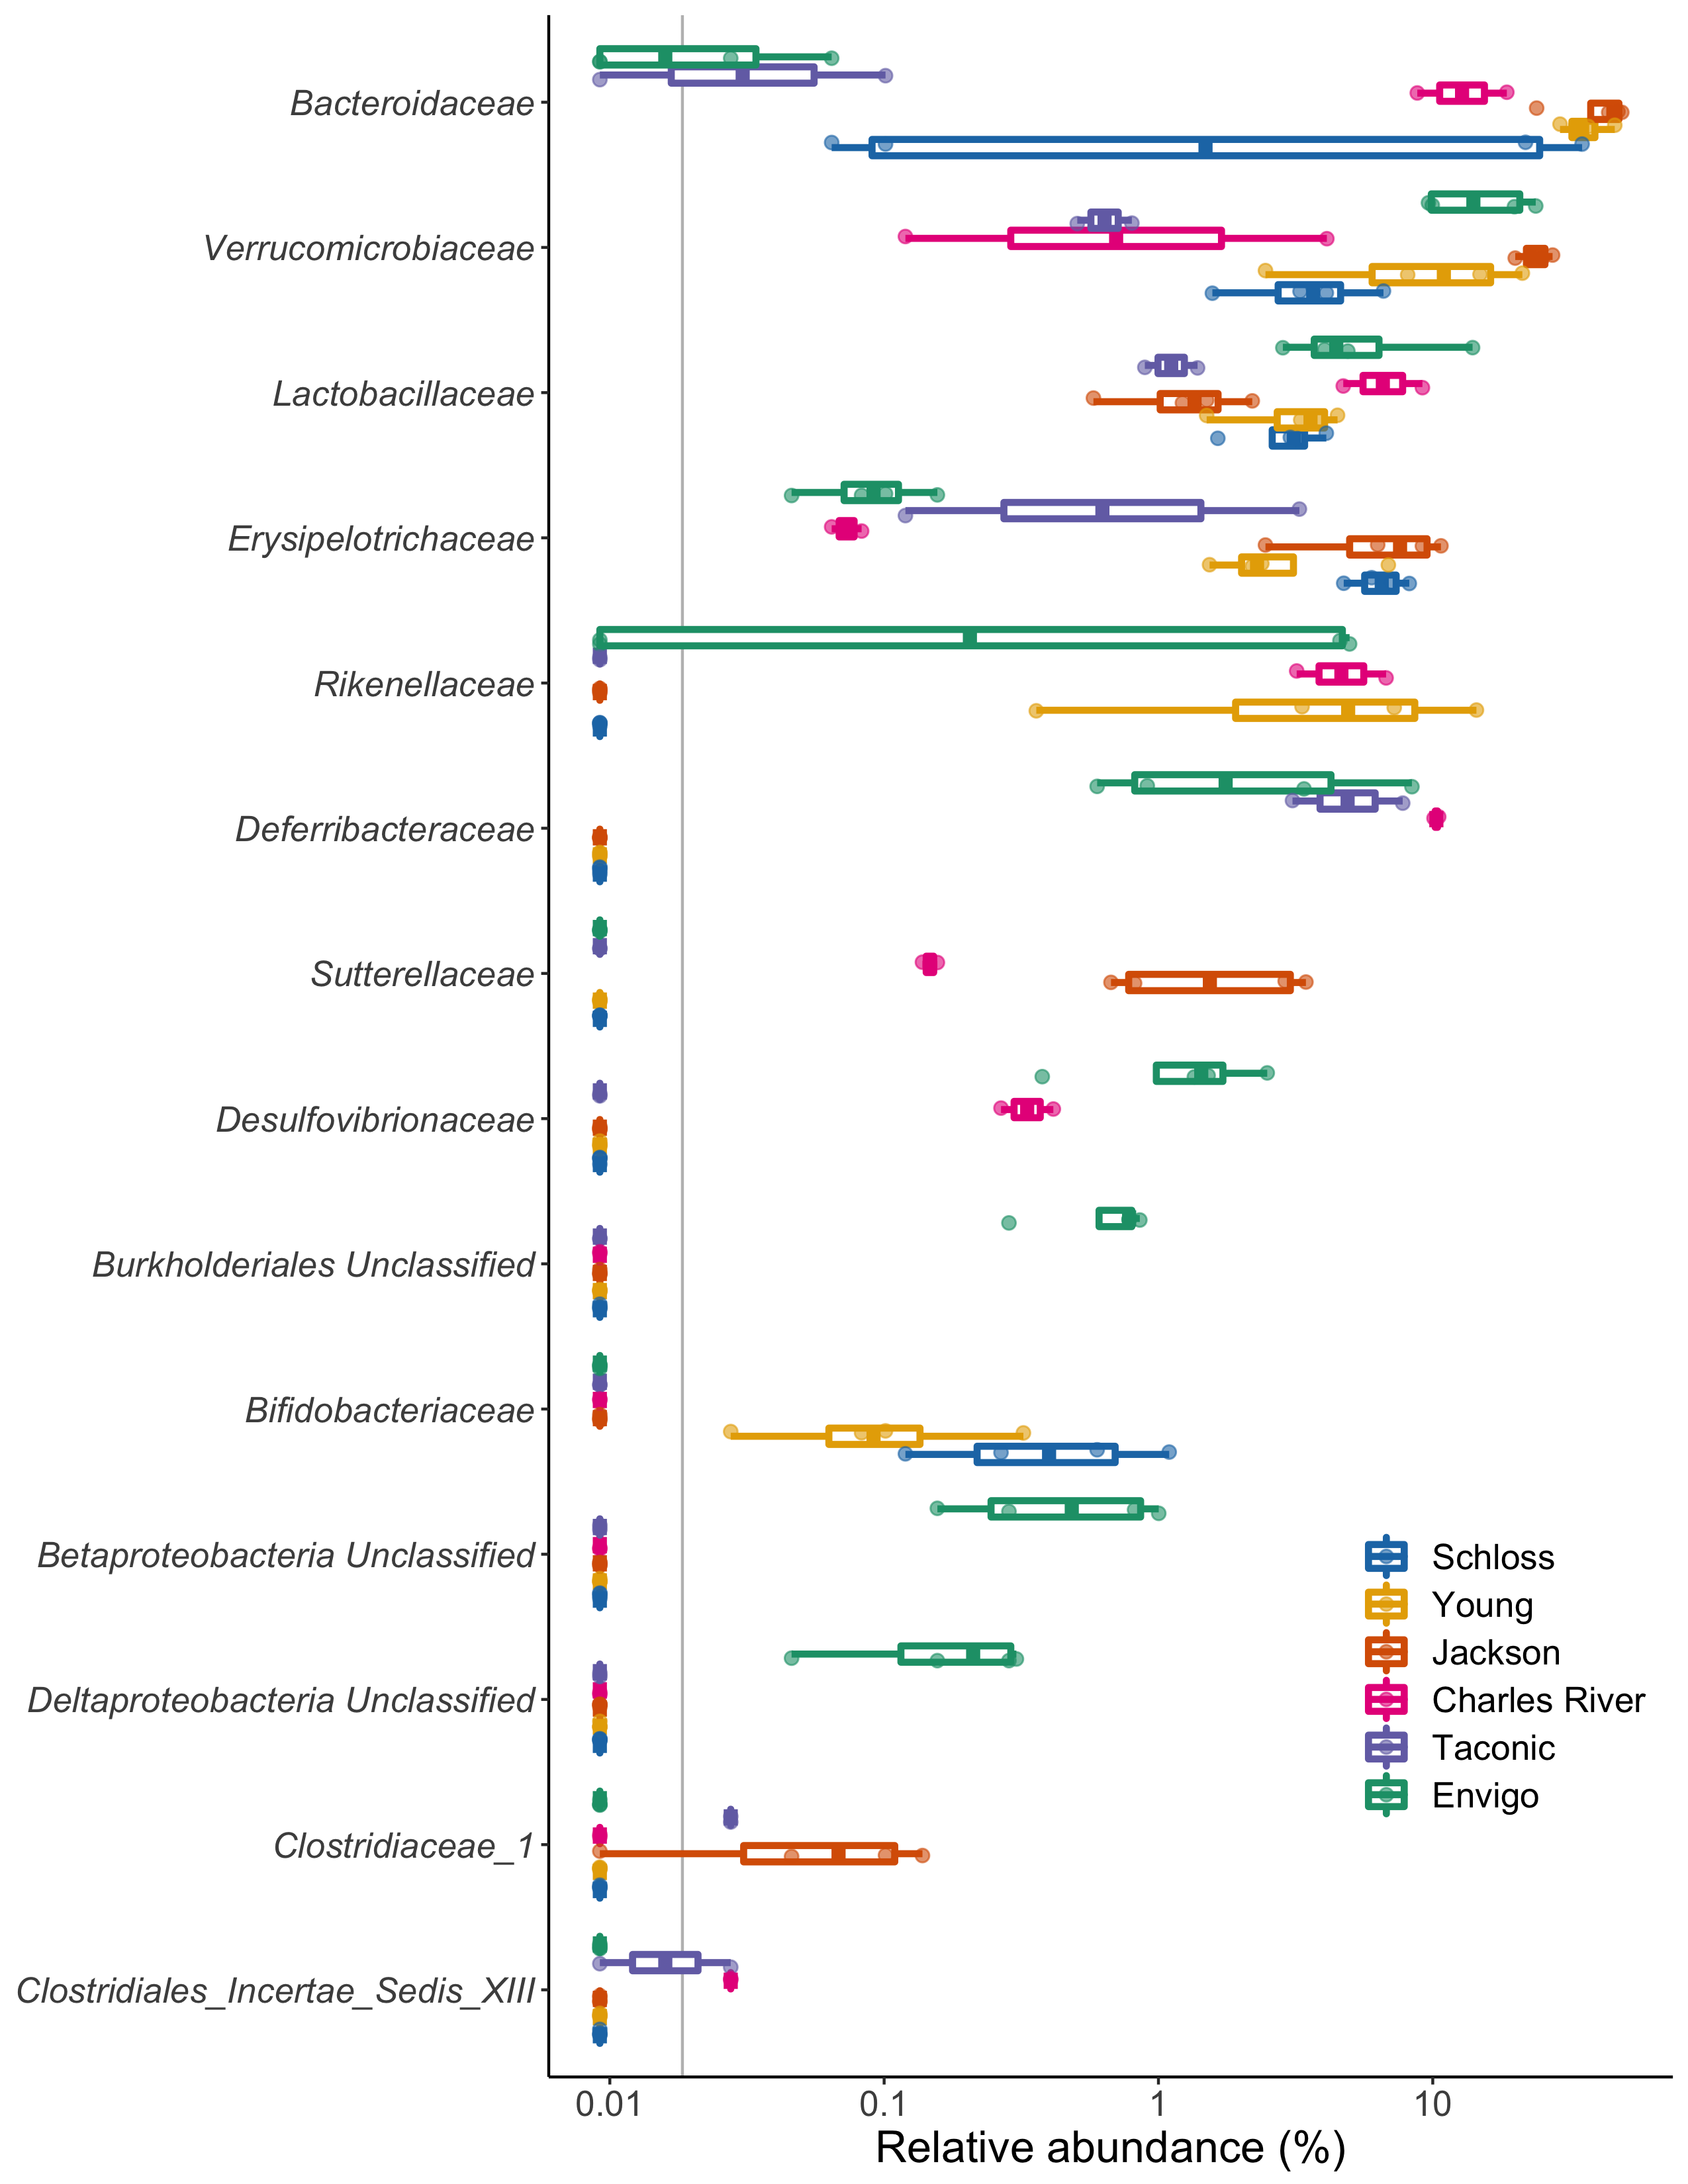 Bacteroidaceae
Verrucomicrobiaceae
Lactobacillaceae
Erysipelotrichaceae
Rikenellaceae
Deferribacteraceae
Sutterellaceae
Desulfovibrionaceae
Burkholderiales Unclassified
Bifidobacteriaceae
Betaproteobacteria Unclassified
Deltaproteobacteria Unclassified
Clostridiaceae_1
Clostridiales_Incertae_Sedis_XIII
Schloss
Young
Jackson
Charles River
Taconic
Envigo
0.01 0.1 1 10
Relative abundance (%)